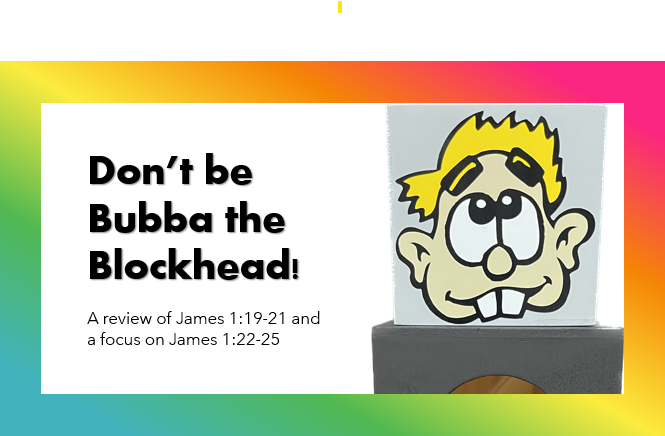 Don’t be
Bubba the
Blockhead!
A review of James 1:19-21 and
a focus on James 1:22-25